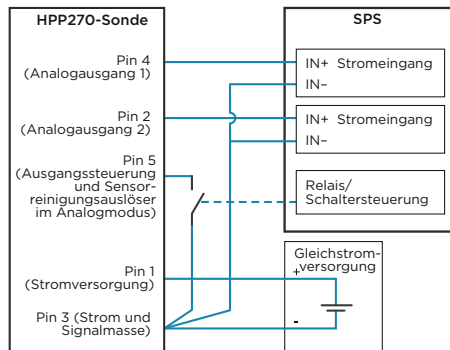 HPP270-Sonde
SPS
Pin 4
(Analogausgang 1)
IN+ Stromeingang
IN–
Pin 2
(Analogausgang 2)
IN+ Stromeingang
IN–
Pin 5
(Ausgangssteuerung
und Sensor-
reinigungsauslöser
im Analogmodus)
Relais/
Schaltersteuerung
Pin 1
(Stromversorgung)
Gleichstrom-
versorgung
+
-
Pin 3 (Strom und
Signalmasse)